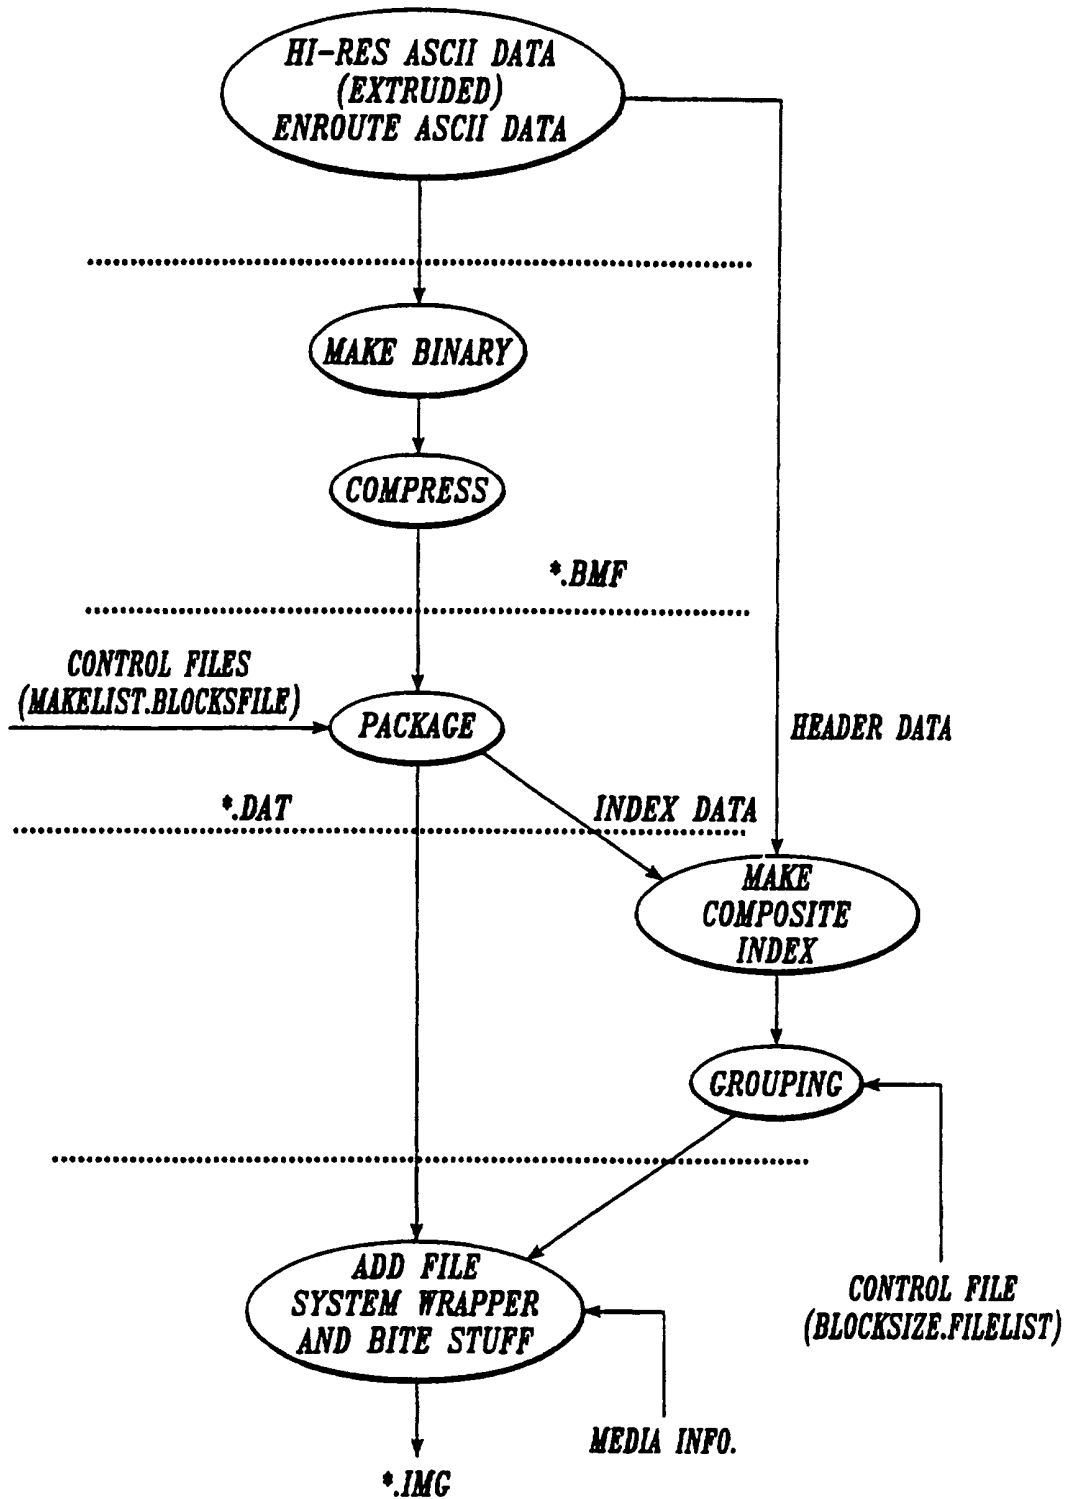 HI-RES ASCII DATA
(EXTRUDED)
ENROUTE ASCII DATA
MAKE BINARY
COMPRESS
*.BMF
CONTROL FILES
(MAKELIST.BLOCKSFILE)
PACKAGE
HEADER DATA
*.DAT
INDEX DATA
MAKE
COMPOSITE
INDEX
GROUPING
ADD FILE
SYSTEM WRAPPER
AND BITE STUFF
CONTROL FILE
(BLOCKSIZE.FILELIST)
MEDIA INFO.
*.IMG